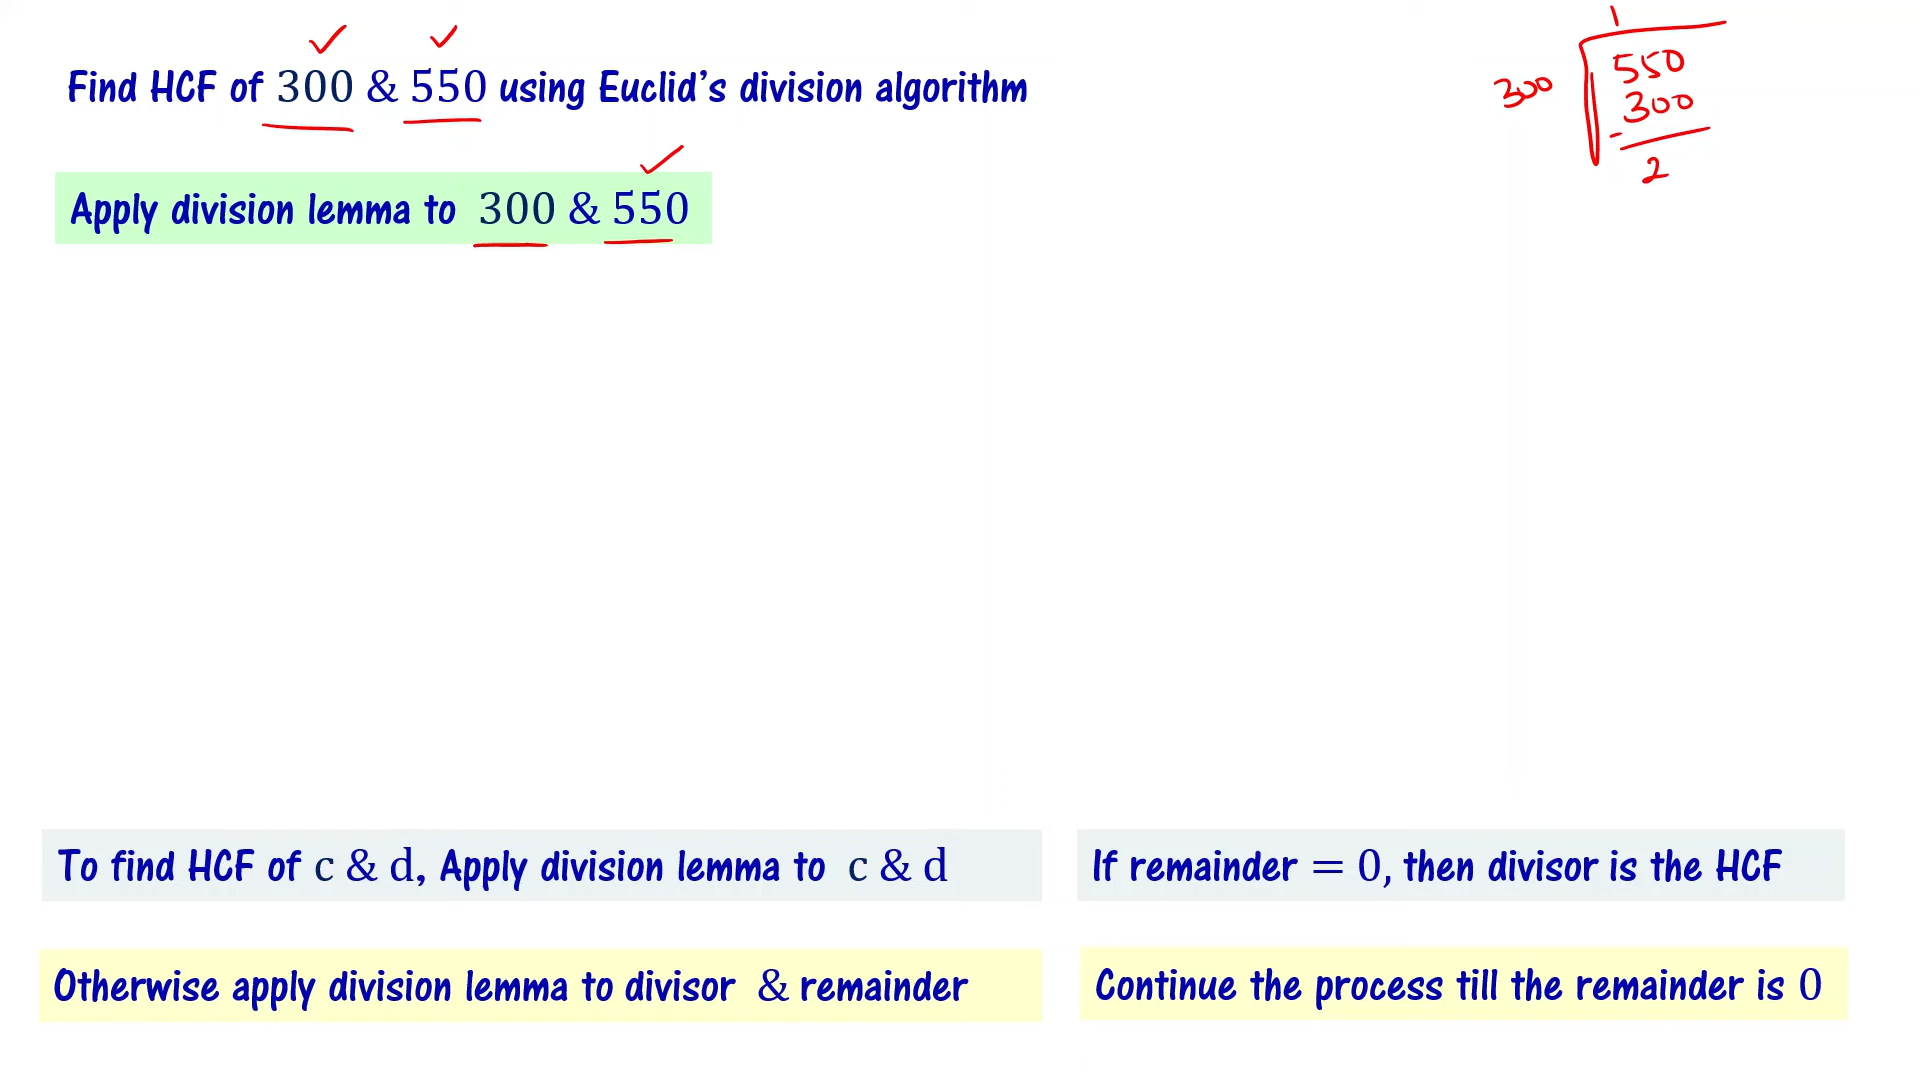 Find HCF of 300 & 550 using Euclid's division algorithm
1
300 550
300
- 
2
Apply division lemma to 300 & 550
To find HCF of c & d, Apply division lemma to c & d
If remainder = 0, then divisor is the HCF
Otherwise apply division lemma to divisor & remainder
Continue the process till the remainder is 0